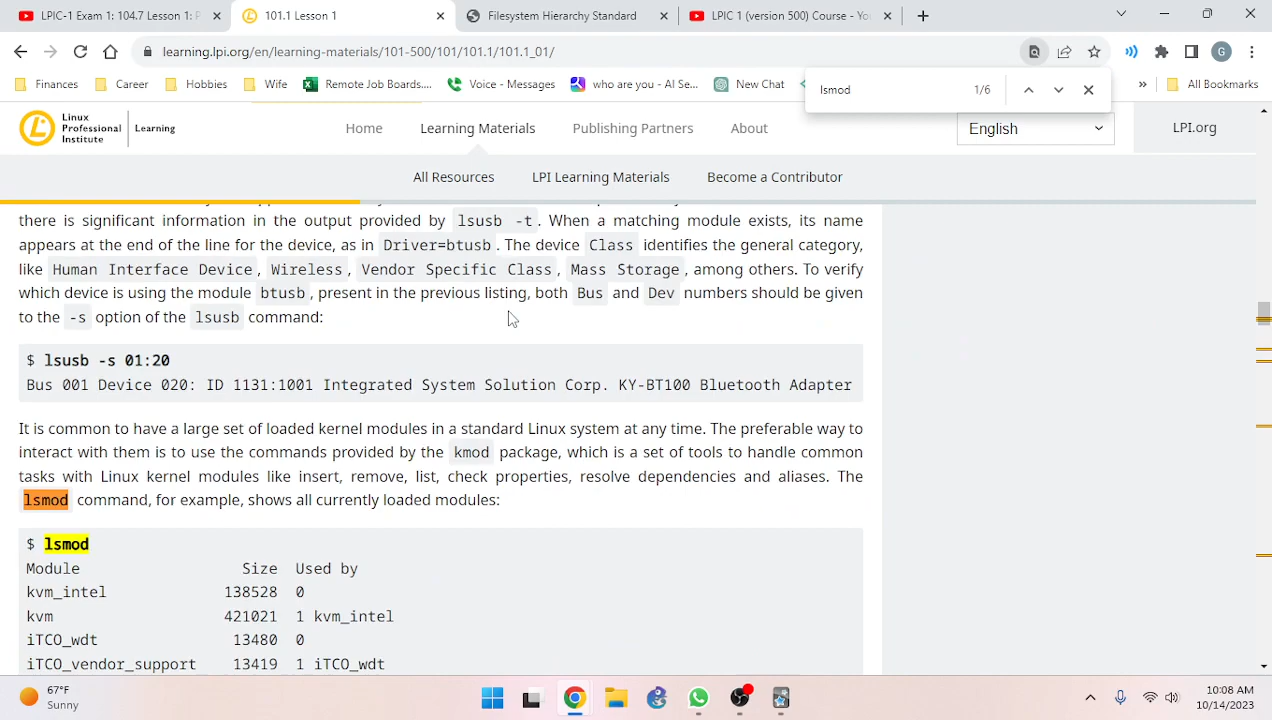 LPIC-1 Exam 1: 104.7 Lesson 1: P
101.1 Lesson 1
Filesystem Hierarchy Standard
LPIC 1 (version 500) Course - You
learning.lpi.org/en/learning-materials/101-500/101/101.1/101.1_01/
G
Finances
Career
Hobbies
Wife
Remote Job Boards....
Voice - Messages
who are you - AI Se...
New Chat
»
All Bookmarks
lsmod
1/6
Linux
Professional
Institute
Learning
Home
Learning Materials
Publishing Partners
About
English
LPI.org
All Resources
LPI Learning Materials
Become a Contributor
there is significant information in the output provided by lsusb -t. When a matching module exists, its name
appears at the end of the line for the device, as in Driver=btusb. The device Class identifies the general category,
like Human Interface Device, Wireless, Vendor Specific Class, Mass Storage, among others. To verify
which device is using the module btusb, present in the previous listing, both Bus and Dev numbers should be given
to the -s option of the lsusb command:
$ lsusb -s 01:20
Bus 001 Device 020: ID 1131:1001 Integrated System Solution Corp. KY-BT100 Bluetooth Adapter
It is common to have a large set of loaded kernel modules in a standard Linux system at any time. The preferable way to
interact with them is to use the commands provided by the kmod package, which is a set of tools to handle common
tasks with Linux kernel modules like insert, remove, list, check properties, resolve dependencies and aliases. The
lsmod command, for example, shows all currently loaded modules:
$ lsmod
Module Size Used by
kvm_intel 138528 0
kvm 421021 1 kvm_intel
iTCO_wdt 13480 0
iTCO_vendor_support 13419 1 iTCO_wdt
67°F
Sunny
10:08 AM
10/14/2023